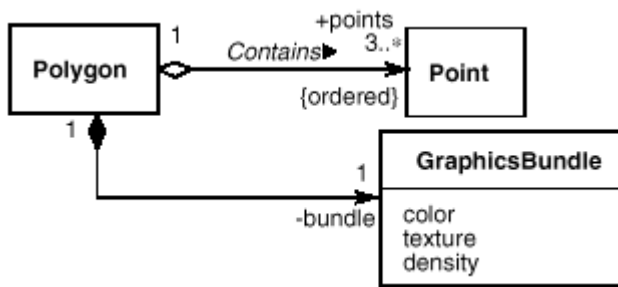 +points
1
Contains▶
3..*
Polygon
Point
{ordered}
1
GraphicsBundle
1
-bundle
color
texture
density